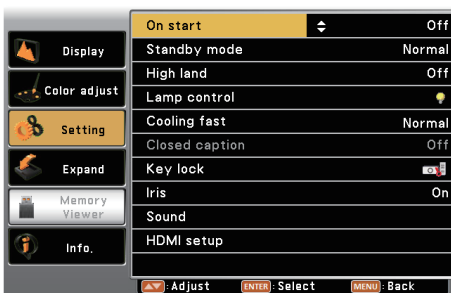 Display
Color adjust
Setting
Expand
Memory
Viewer
Info.
On start Off
Standby mode Normal
High land Off
Lamp control
Cooling fast Normal
Closed caption Off
Key lock
Iris On
Sound
HDMI setup
▲▼ : Adjust ENTER : Select MENU : Back